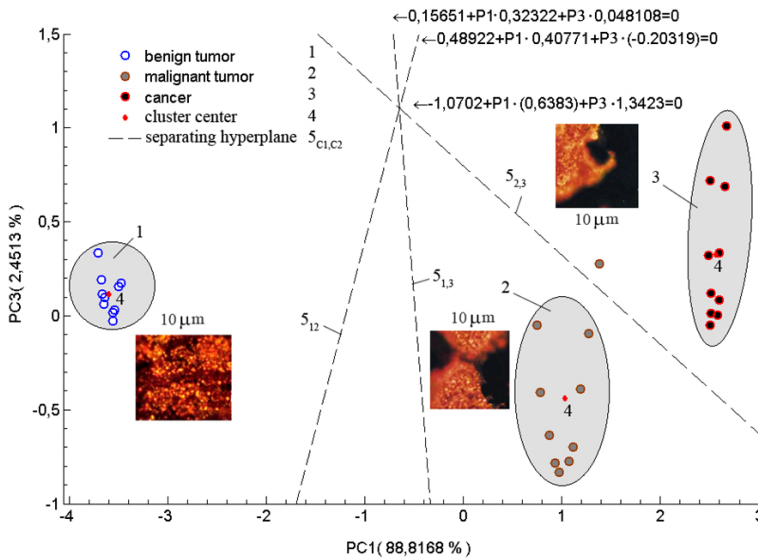 ←0,15651+P1·0,32322+P3·0,048108=0
←0,48922+P1·0,40771+P3·(-0.20319)=0
←-1,0702+P1·(0,6383)+P3·1,3423=0
benign tumor 1
malignant tumor 2
cancer 3
cluster center 4
separating hyperplane 5C1,C2
1,5
1
0,5
0
-0,5
-1
PC3( 2,4513 %)
1
4
10 μm
5₁₂
5₁,₃
5₂,₃
10 μm
3
4
10 μm
2
4
-4
-3
-2
-1
0
1
2
3
PC1( 88,8168 %)